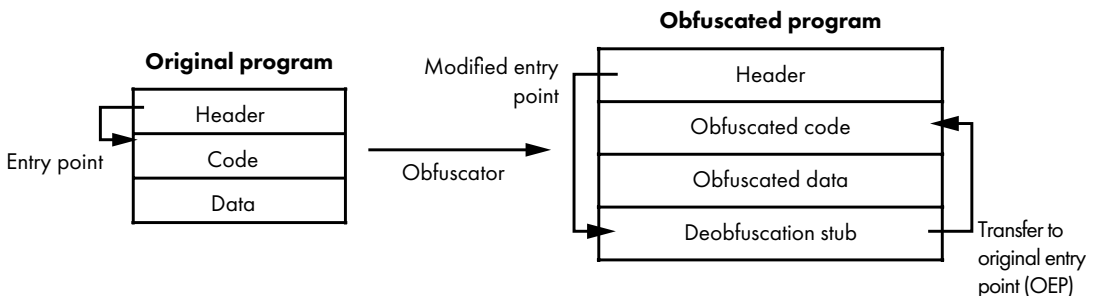 Original program
Header
Code
Data
Entry point
Obfuscator
Obfuscated program
Modified entry
point
Header
Obfuscated code
Obfuscated data
Deobfuscation stub
Transfer to
original entry
point (OEP)